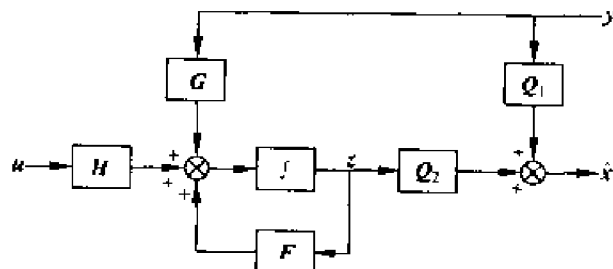 y
G
Q₁
u
H
+
+
+
∫
z
Q₂
+
+
x̂
F